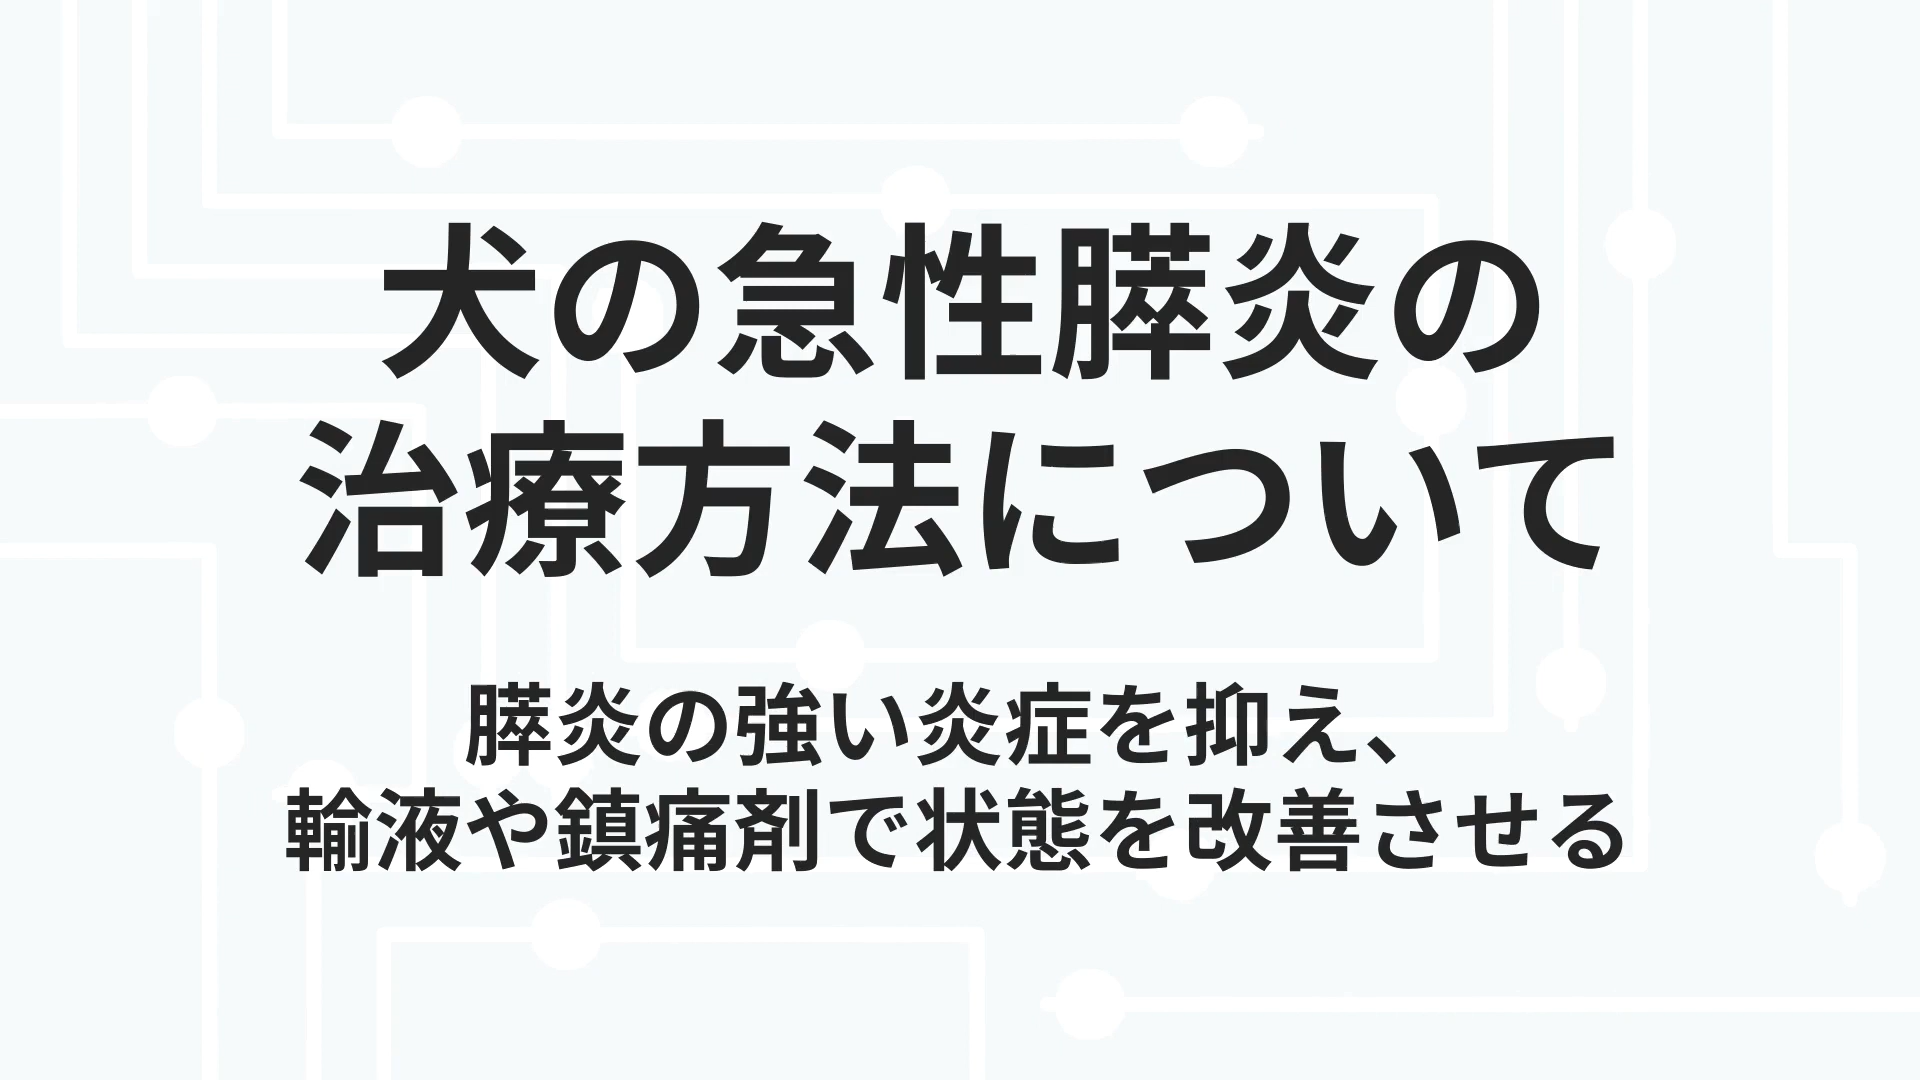 犬の急性膵炎の
治療方法について
膵炎の強い炎症を抑え、
輸液や鎮痛剤で状態を改善させる